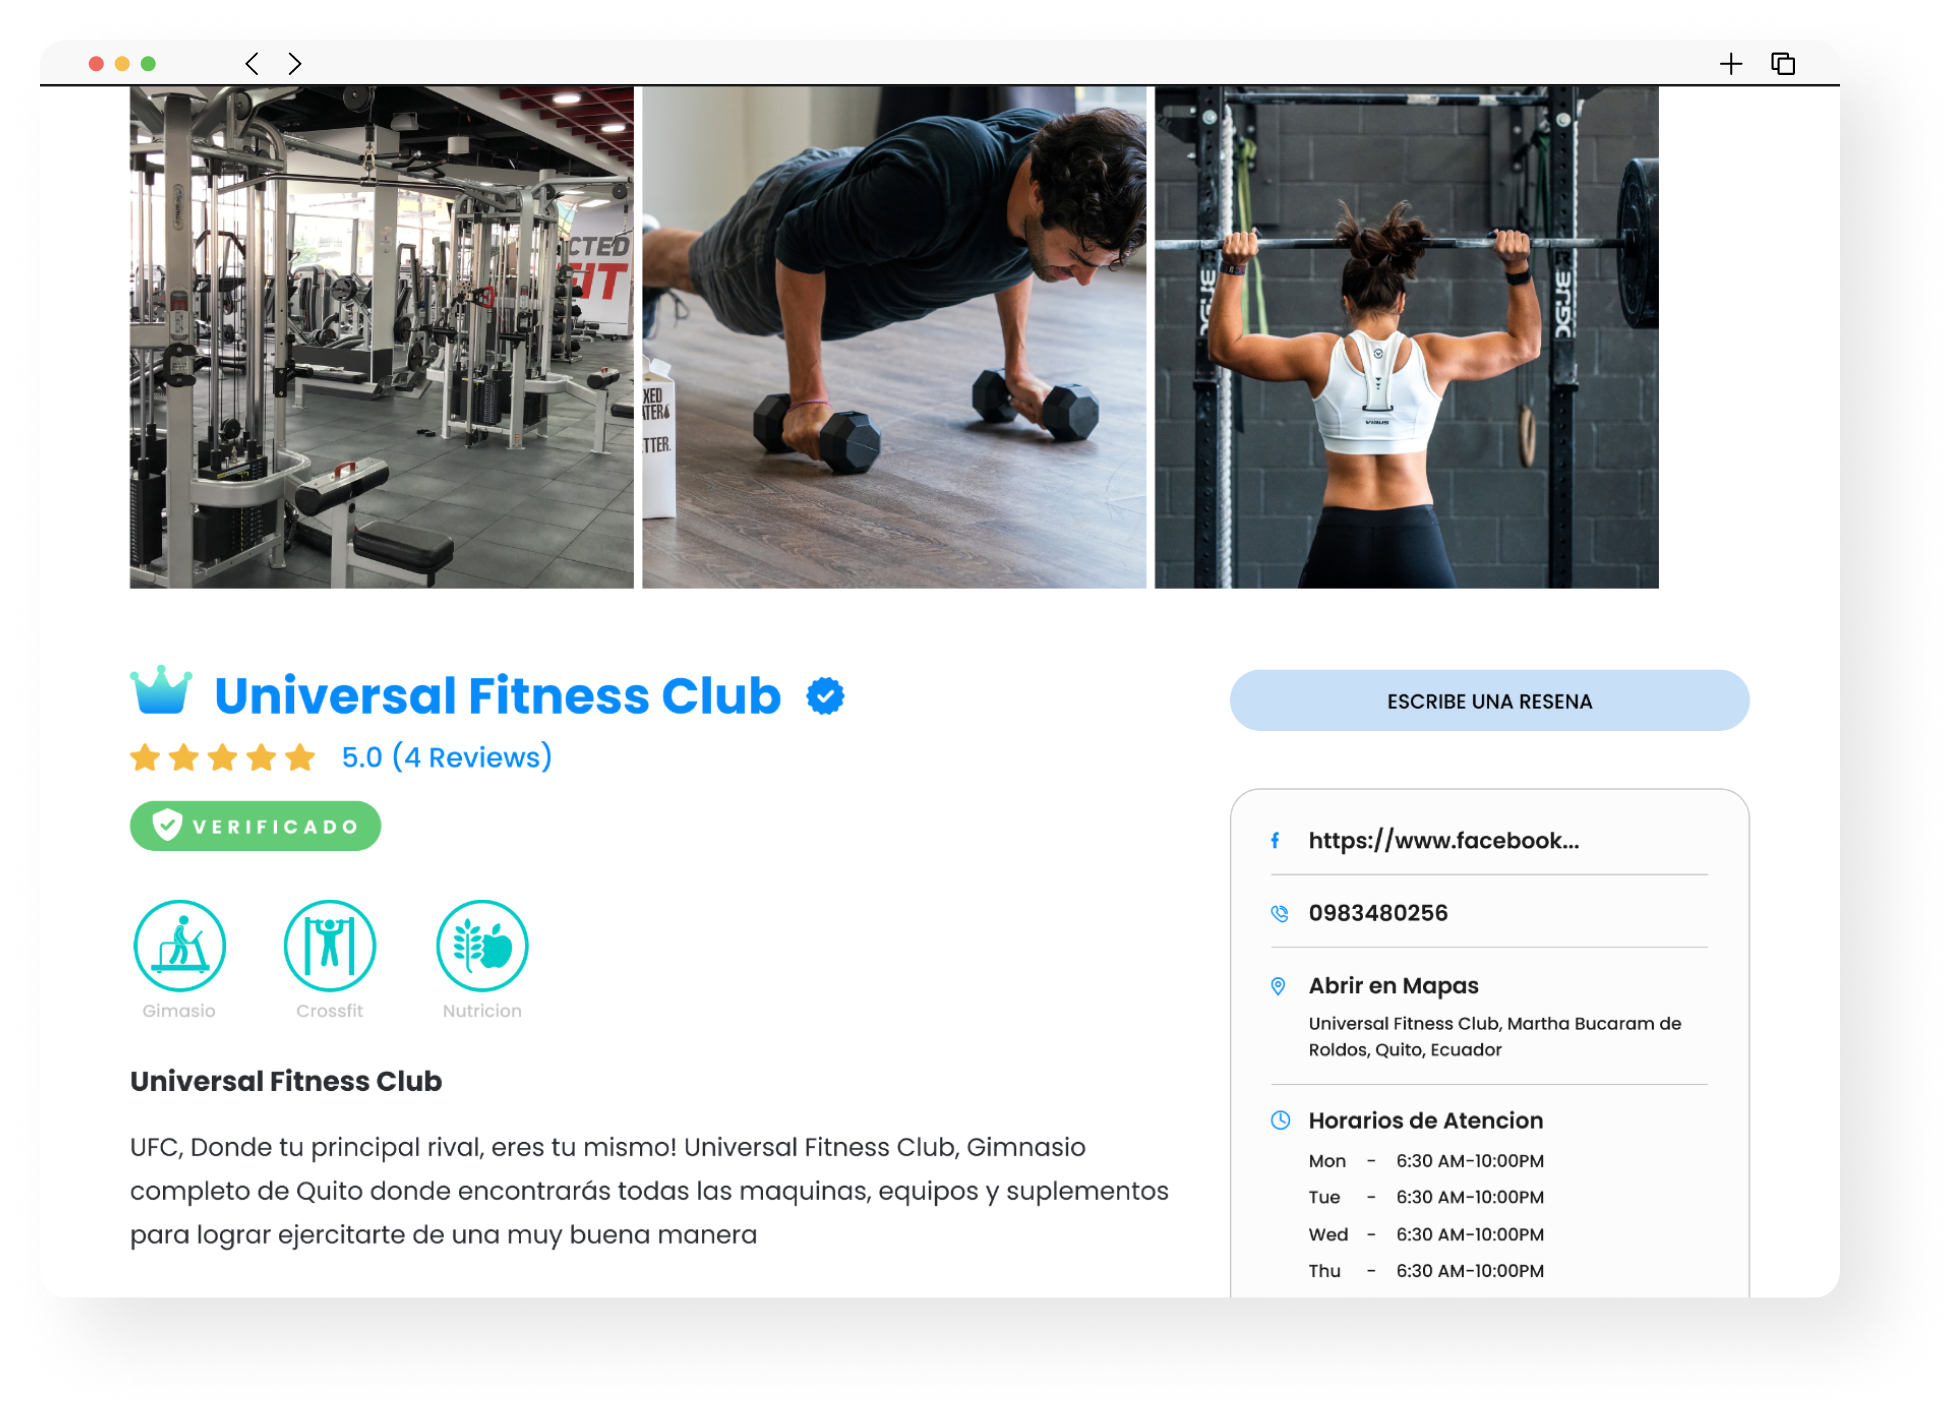 CTED
FIT
XED
ATER
TTER.
VIRUS
Universal Fitness Club
5.0 (4 Reviews)
VERIFICADO
Gimasio
Crossfit
Nutricion
Universal Fitness Club
UFC, Donde tu principal rival, eres tu mismo! Universal Fitness Club, Gimnasio
completo de Quito donde encontrarás todas las maquinas, equipos y suplementos
para lograr ejercitarte de una muy buena manera
ESCRIBE UNA RESENA
https://www.facebook...
0983480256
Abrir en Mapas
Universal Fitness Club, Martha Bucaram de
Roldos, Quito, Ecuador
Horarios de Atencion
Mon - 6:30 AM-10:00PM
Tue - 6:30 AM-10:00PM
Wed - 6:30 AM-10:00PM
Thu - 6:30 AM-10:00PM